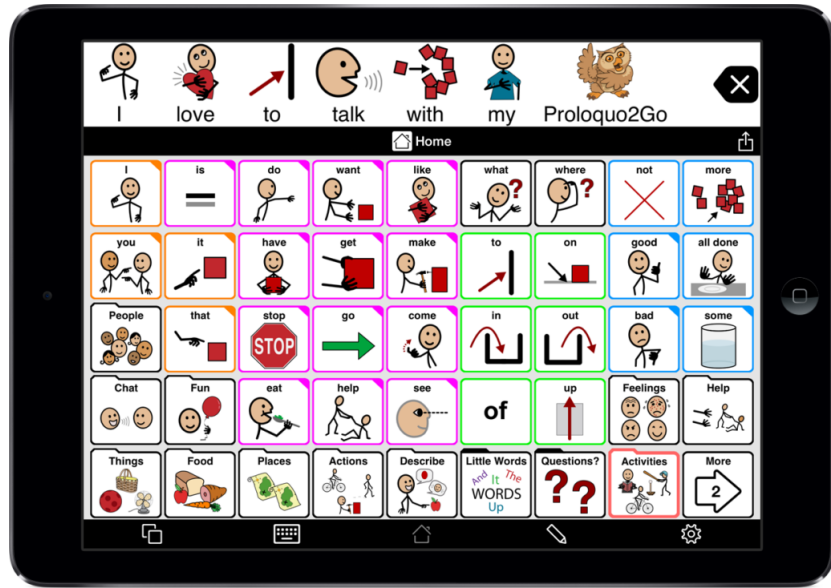 I love to talk with my Proloquo2Go
Home
I is do want like what where not more
you it have get make to on good all done
People that stop go come in out bad some
STOP
Chat Fun eat help see of up Feelings Help
of
Things Food Places Actions Describe Little Words Questions? Activities More
And It The
WORDS
Up
2